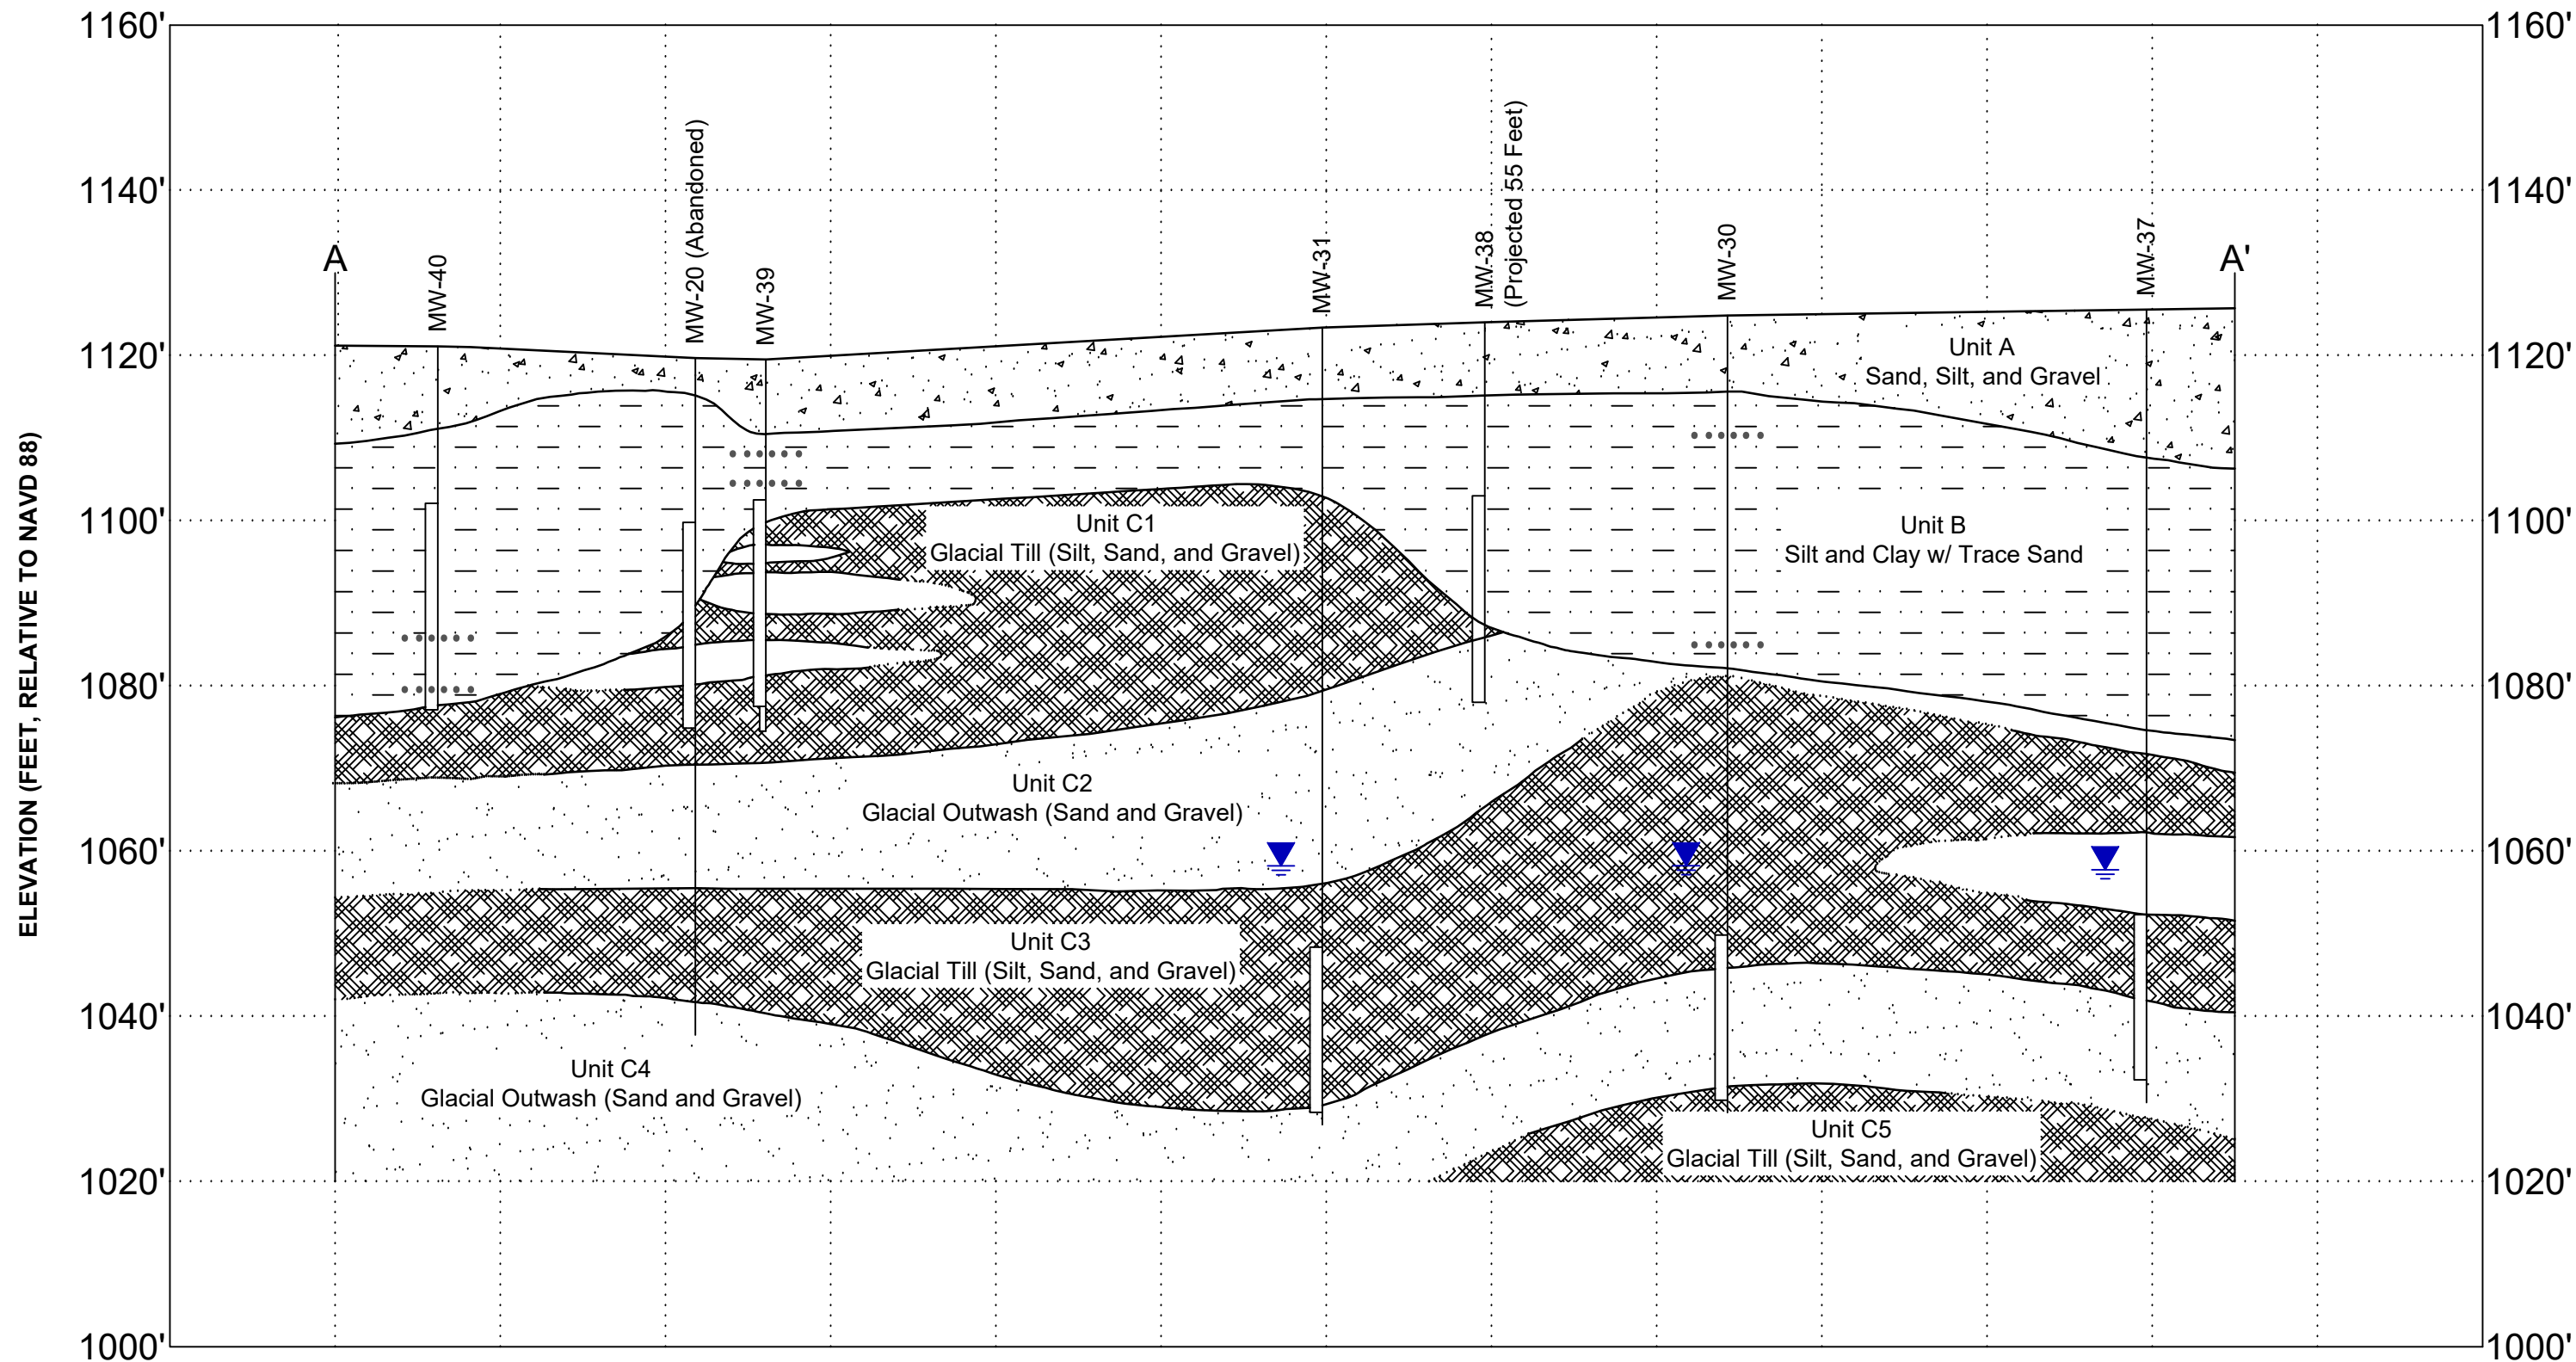 1160'
1160'
1140'
1140'
MW-20 (Abandoned)
MW-38
(Projected 55 Feet)
A
MW-40
MW-39
MW-31
MW-30
MW-37
A'
1120'
1120'
Unit A
Sand, Silt, and Gravel
1100'
1100'
Unit C1
Glacial Till (Silt, Sand, and Gravel)
Unit B
Silt and Clay w/ Trace Sand
ELEVATION (FEET, RELATIVE TO NAVD 88)
1080'
1080'
Unit C2
Glacial Outwash (Sand and Gravel)
1060'
1060'
Unit C3
Glacial Till (Silt, Sand, and Gravel)
1040'
1040'
Unit C4
Glacial Outwash (Sand and Gravel)
Unit C5
Glacial Till (Silt, Sand, and Gravel)
1020'
1020'
1000'
1000'